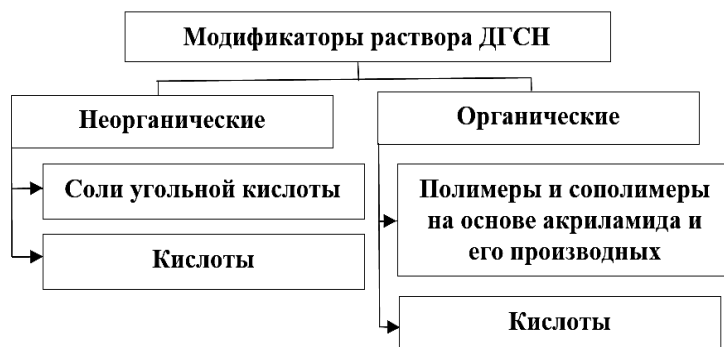 Модификаторы раствора ДГСН
Неорганические
Соли угольной кислоты
Кислоты
Органические
Полимеры и сополимеры
на основе акриламида и
его производных
Кислоты